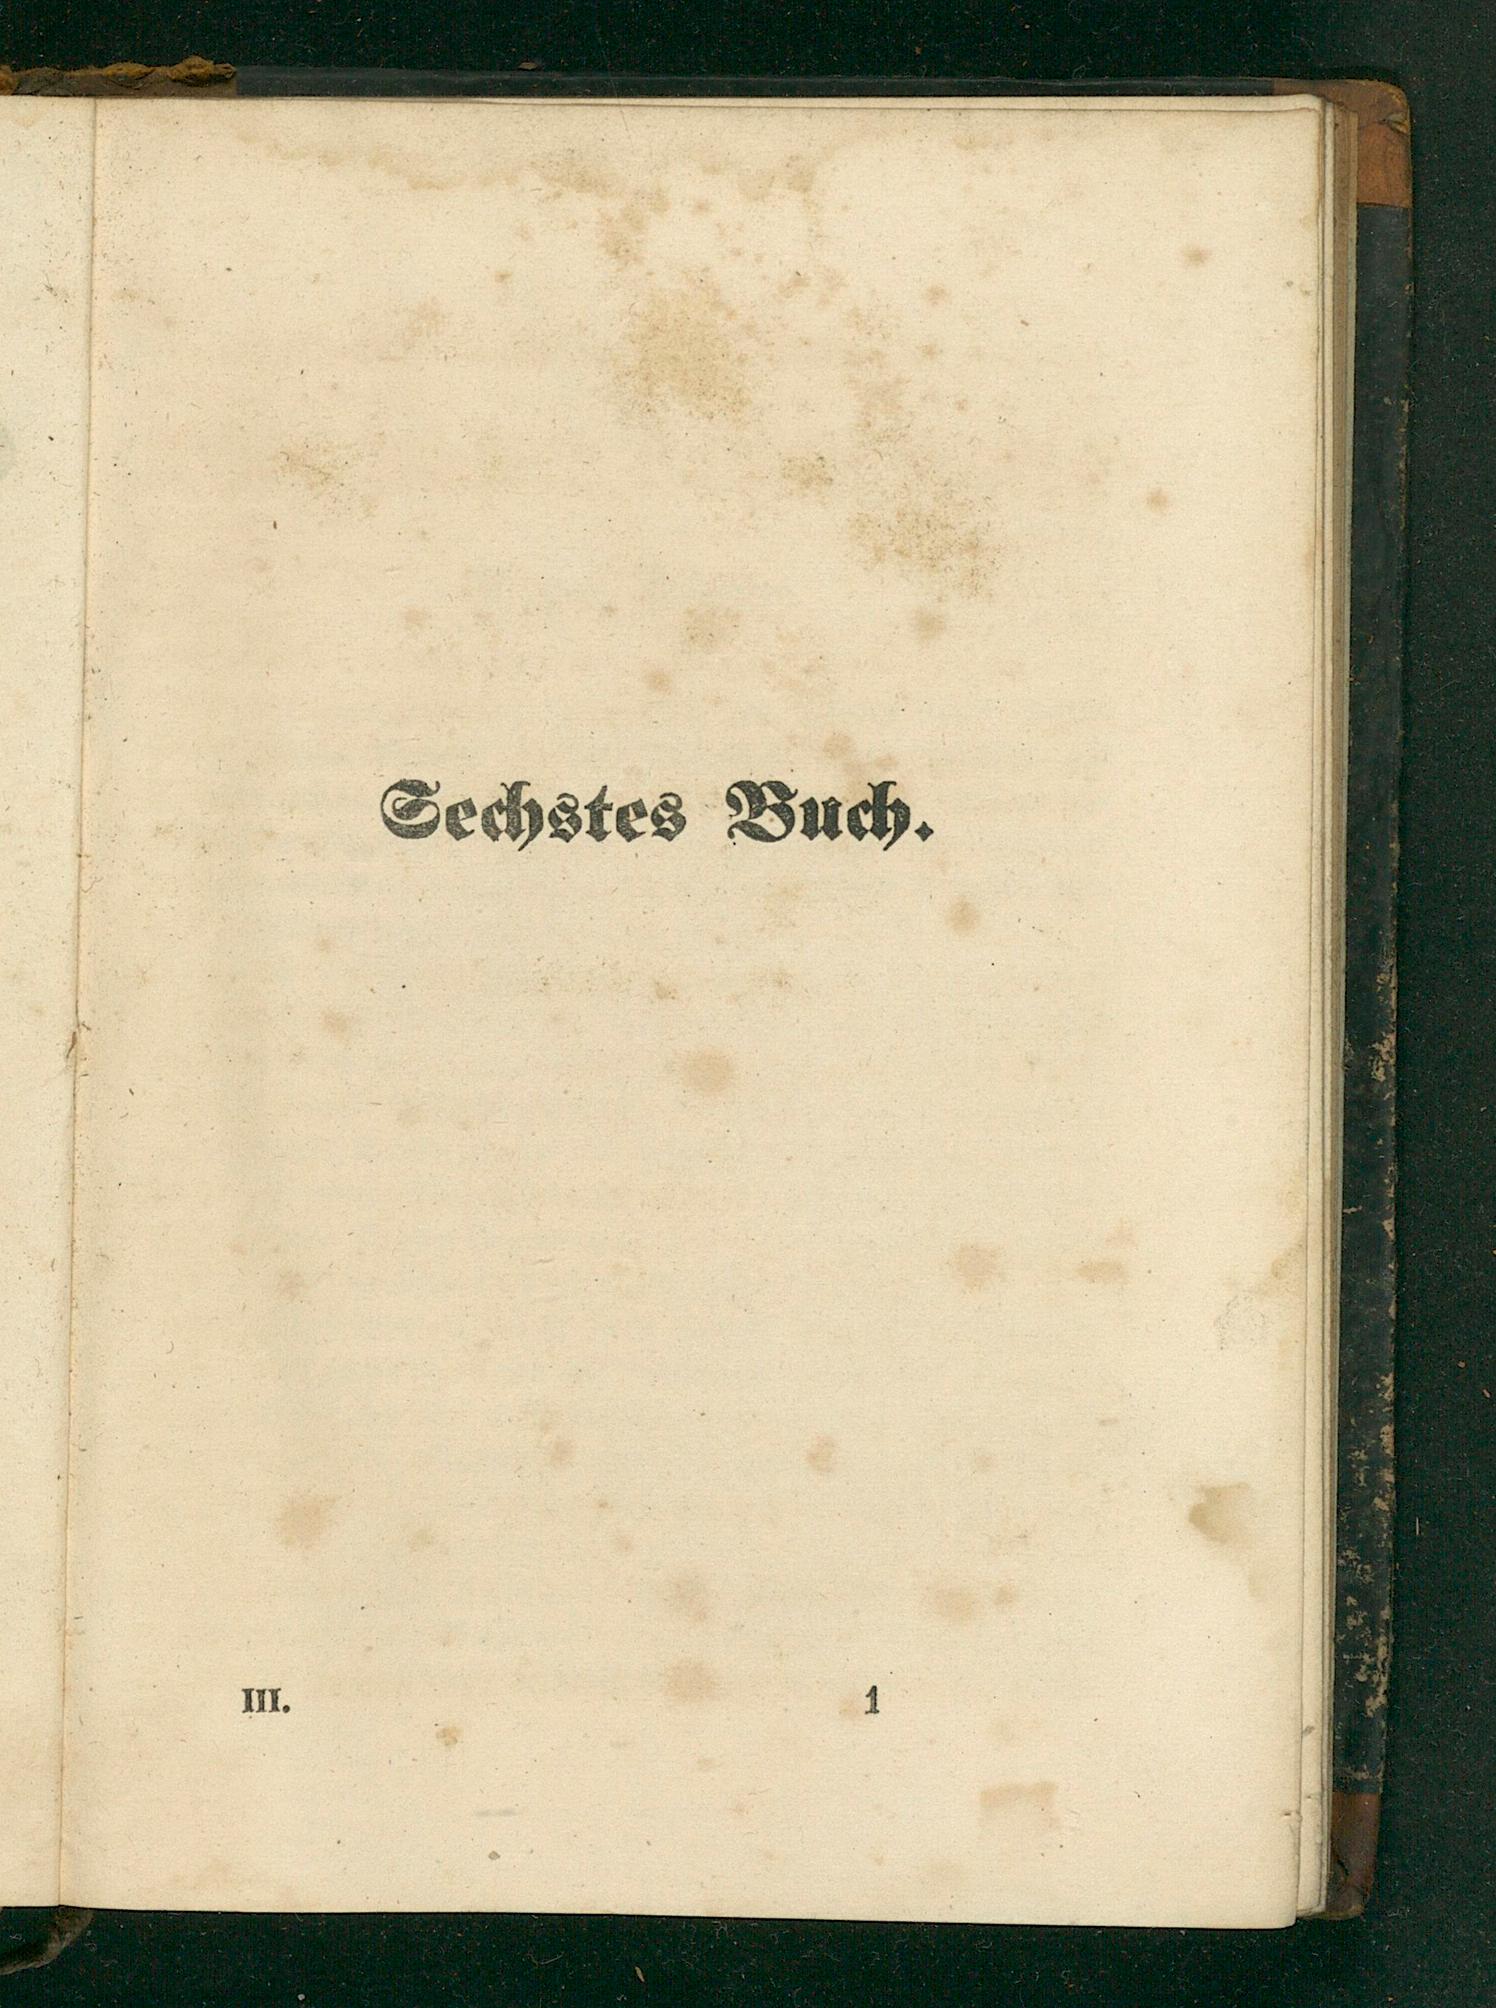 Sechstes Buch.
III. 1